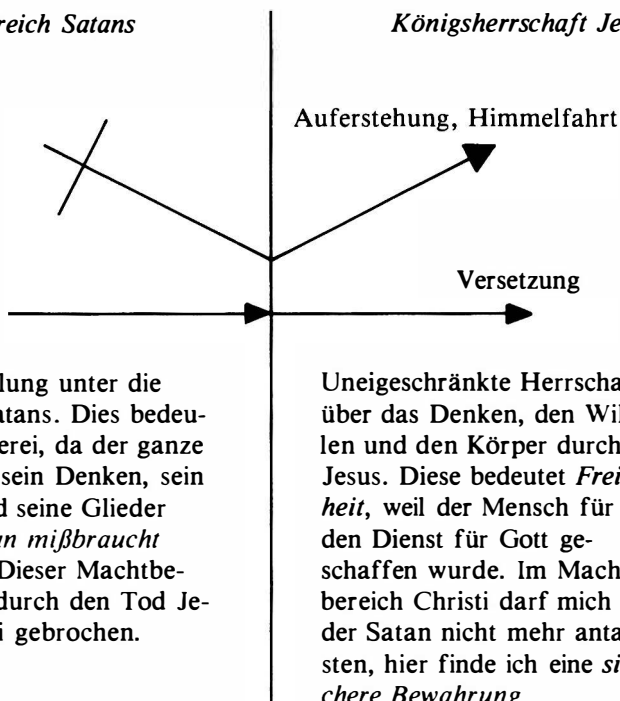 reich Satans
Königsherrschaft Je
Auferstehung, Himmelfahrt
Versetzung
lung unter die
atans. Dies bedeu-
erei, da der ganze
sein Denken, sein
d seine Glieder
an mißbraucht
Dieser Machtbe-
durch den Tod Je-
i gebrochen.
Uneigeschränkte Herrscha
über das Denken, den Wil
len und den Körper durch
Jesus. Diese bedeutet Frei
heit, weil der Mensch für
den Dienst für Gott ge-
schaffen wurde. Im Mach
bereich Christi darf mich
der Satan nicht mehr anta
sten, hier finde ich eine si
chere Bewahrung